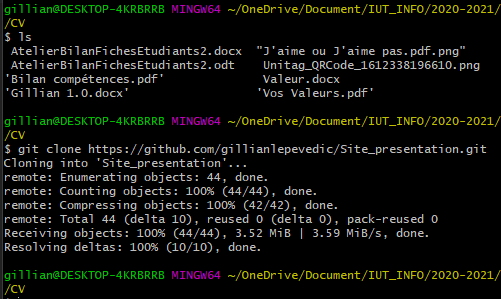 gillian@DESKTOP-4KRBRRB MINGW64 ~/OneDrive/Document/IUT_INFO/2020-2021/
/CV
$ ls
 AtelierBilanFichesEtudiants2.docx  "J'aime ou J'aime pas.pdf.png"
 AtelierBilanFichesEtudiants2.odt    Unitag_QRCode_1612338196610.png
'Bilan compétences.pdf'              Valeur.docx
'Gillian 1.0.docx'                  'Vos Valeurs.pdf'

gillian@DESKTOP-4KRBRRB MINGW64 ~/OneDrive/Document/IUT_INFO/2020-2021/
/CV
$ git clone https://github.com/gillianlepevedic/Site_presentation.git
Cloning into 'Site_presentation'...
remote: Enumerating objects: 44, done.
remote: Counting objects: 100% (44/44), done.
remote: Compressing objects: 100% (42/42), done.
remote: Total 44 (delta 10), reused 0 (delta 0), pack-reused 0
Receiving objects: 100% (44/44), 3.52 MiB | 3.59 MiB/s, done.
Resolving deltas: 100% (10/10), done.

gillian@DESKTOP-4KRBRRB MINGW64 ~/OneDrive/Document/IUT_INFO/2020-2021/
/CV